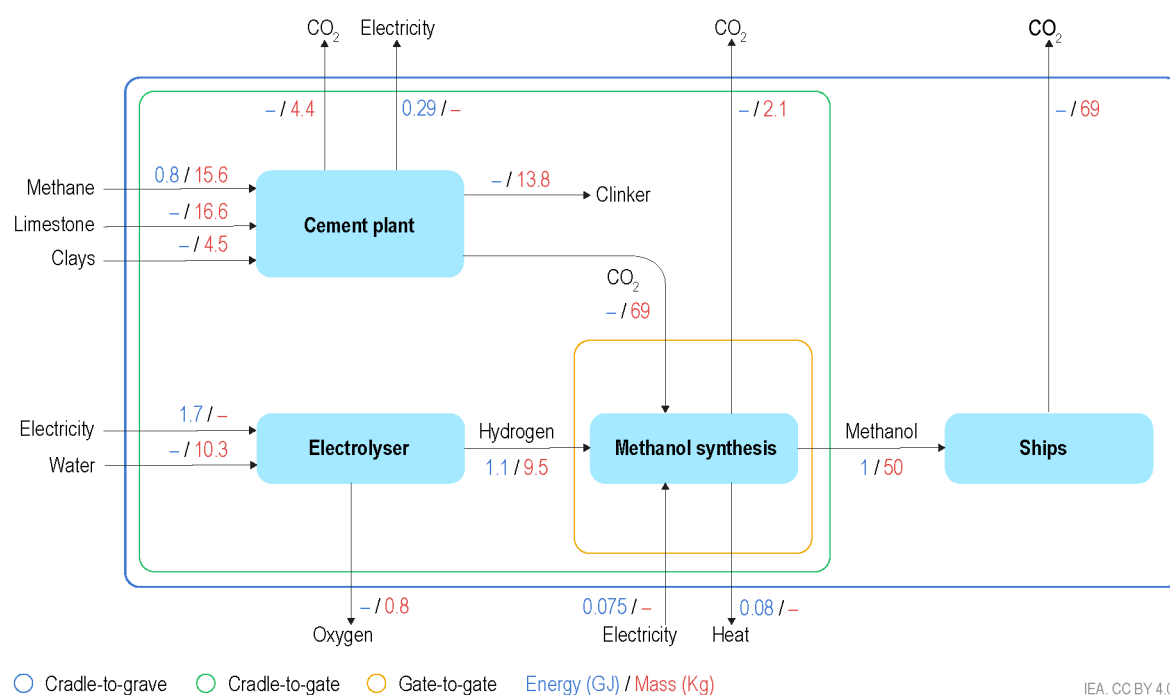 CO₂
Electricity
CO₂
CO₂
– / 4.4
0.29 / –
– / 2.1
– / 69
Methane
0.8 / 15.6
Limestone
– / 16.6
Clays
– / 4.5
Cement plant
– / 13.8
Clinker
CO₂
– / 69
Electricity
1.7 / –
Water
– / 10.3
Electrolyser
Hydrogen
1.1 / 9.5
Methanol synthesis
Methanol
1 / 50
Ships
– / 0.8
Oxygen
0.075 / –
Electricity
0.08 / –
Heat
Cradle-to-grave Cradle-to-gate Gate-to-gate Energy (GJ) / Mass (Kg)
IEA. CC BY 4.0